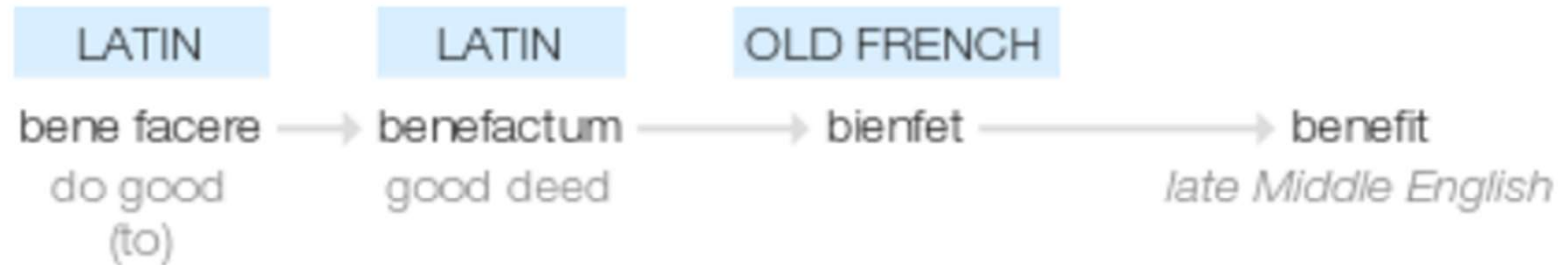 LATIN LATIN OLD FRENCH
bene facere benefactum bienfet benefit
do good good deed late Middle English
(to)